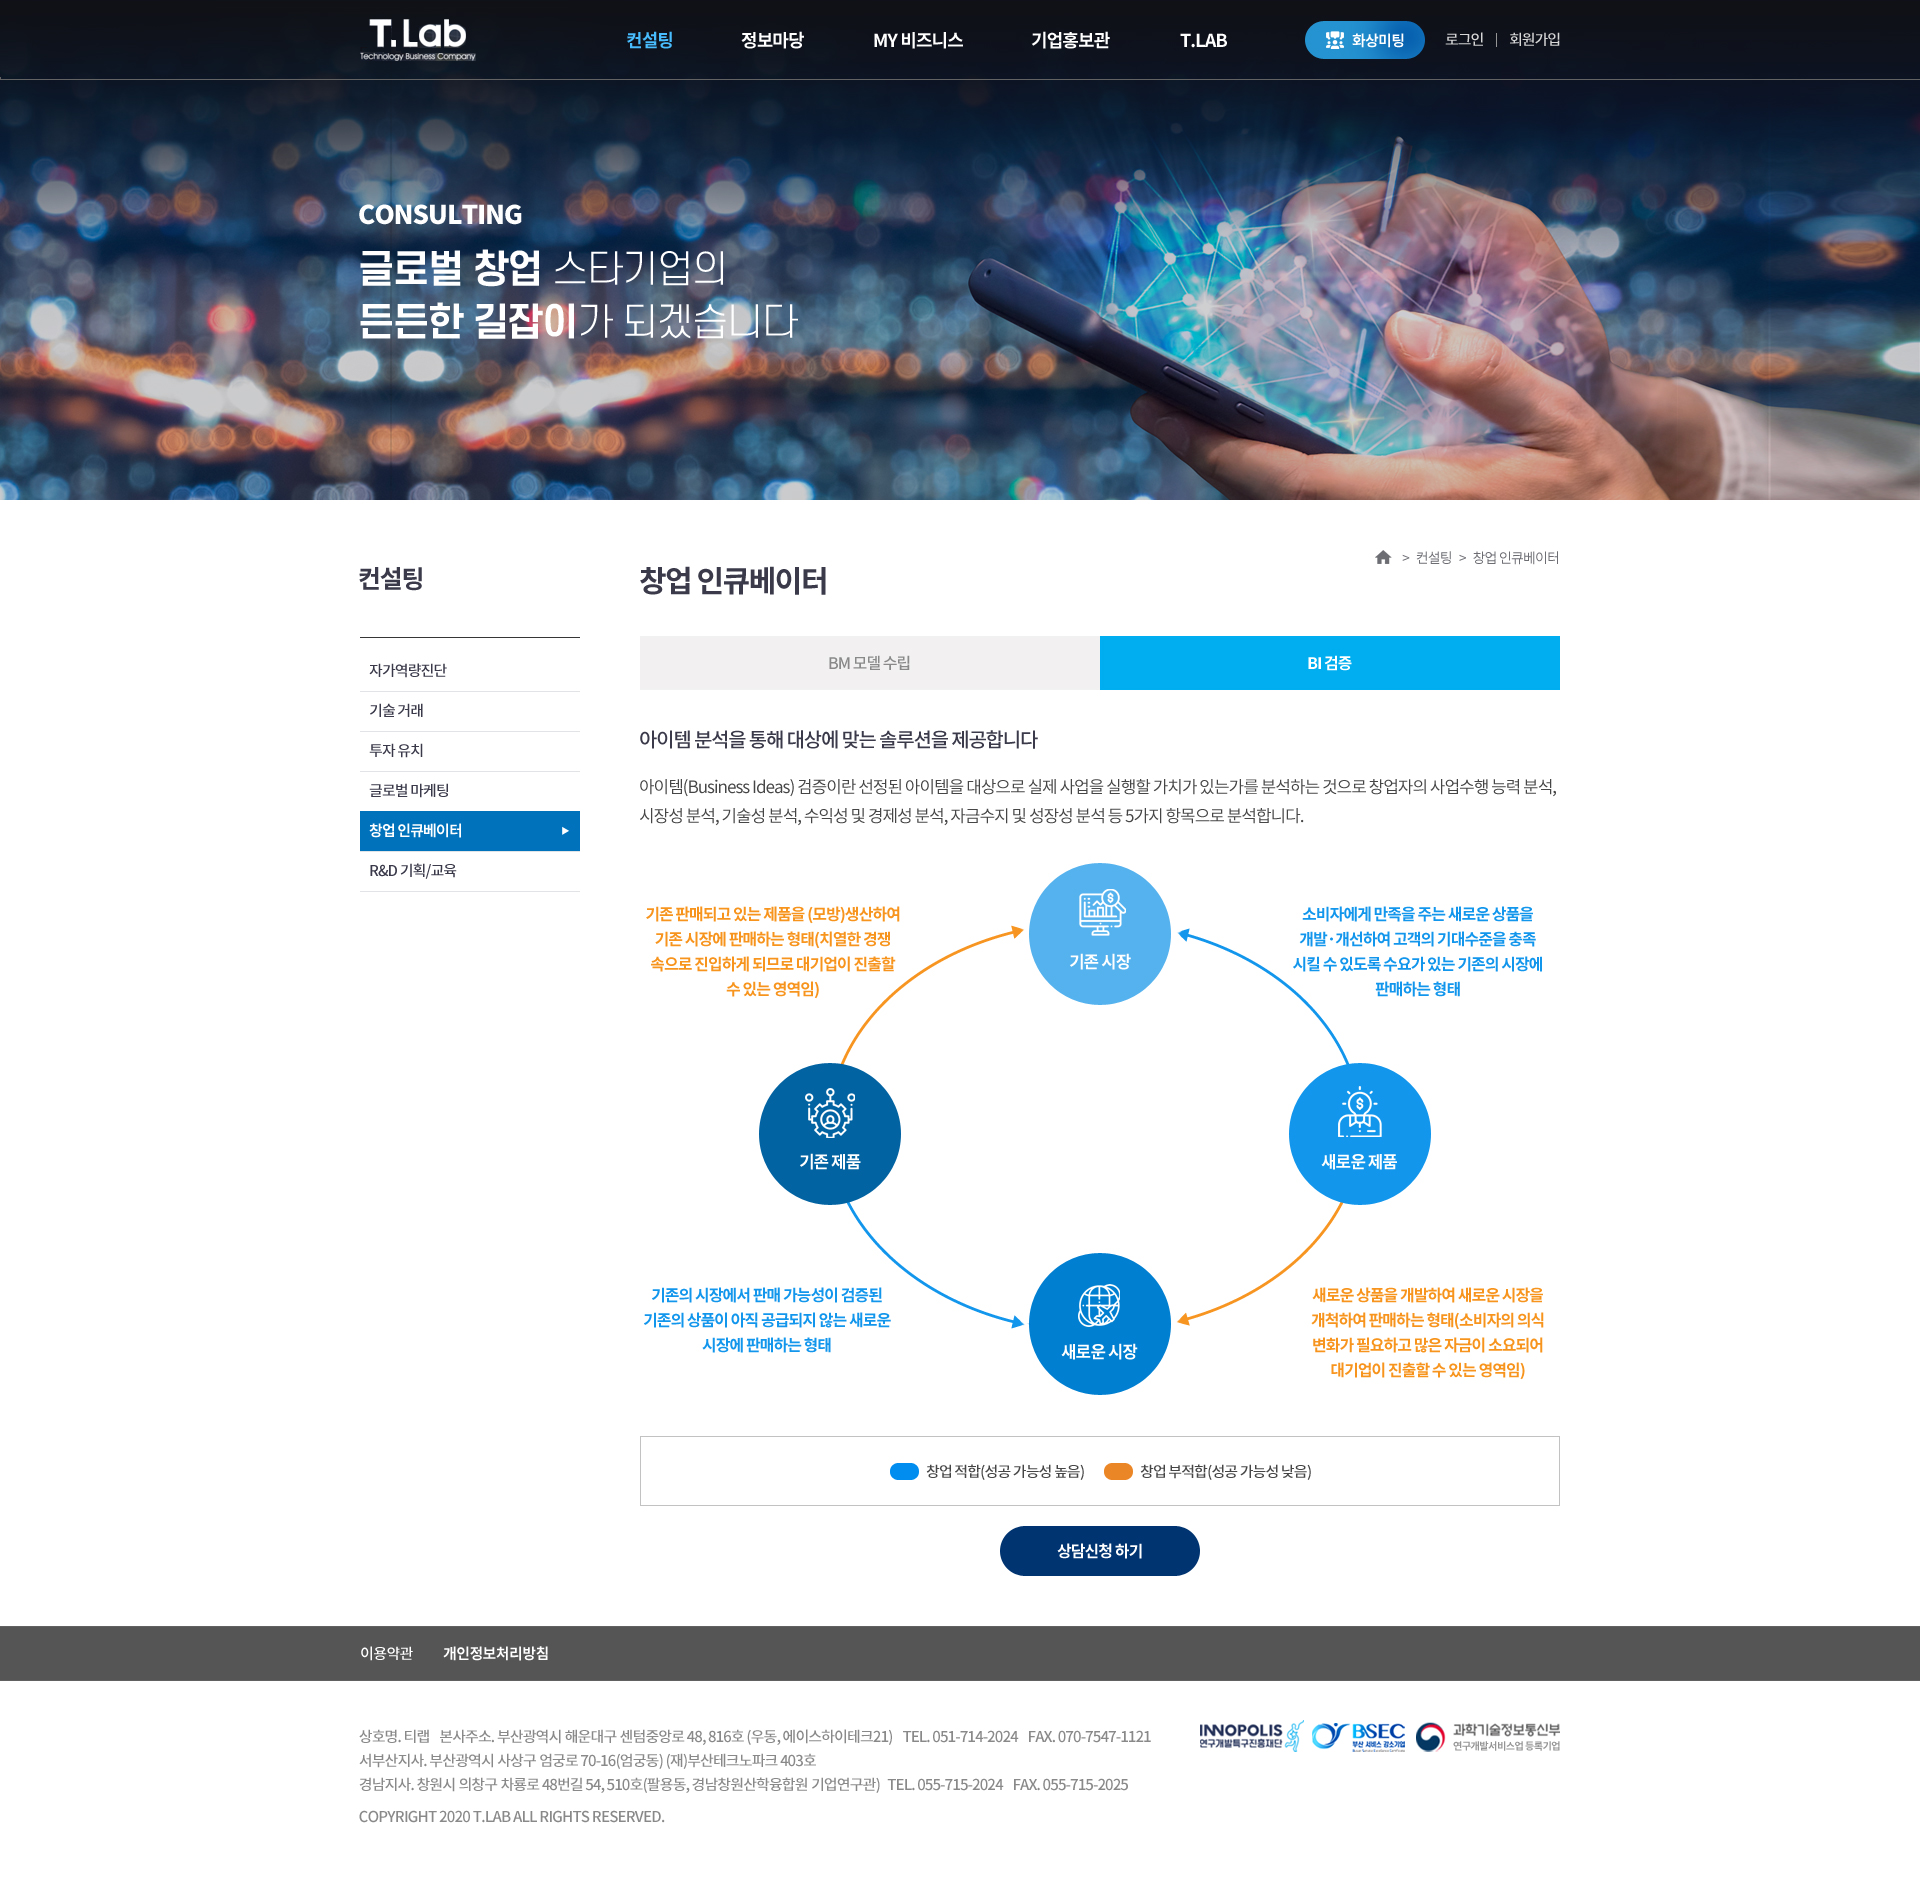 T.Lab
Technology Business Company
컨설팅
정보마당
MY 비즈니스
기업홍보관
T.LAB
화상미팅
로그인
회원가입
CONSULTING
글로벌 창업 스타기업의
든든한 길잡이가 되겠습니다
> 컨설팅 > 창업 인큐베이터
컨설팅
자가역량진단
기술 거래
투자 유치
글로벌 마케팅
창업 인큐베이터
R&D 기획/교육
창업 인큐베이터
BM 모델 수립
BI 검증
아이템 분석을 통해 대상에 맞는 솔루션을 제공합니다
아이템(Business Ideas) 검증이란 선정된 아이템을 대상으로 실제 사업을 실행할 가치가 있는가를 분석하는 것으로 창업자의 사업수행 능력 분석,
시장성 분석, 기술성 분석, 수익성 및 경제성 분석, 자금수지 및 성장성 분석 등 5가지 항목으로 분석합니다.
기존 판매되고 있는 제품을 (모방)생산하여
기존 시장에 판매하는 형태(치열한 경쟁
속으로 진입하게 되므로 대기업이 진출할
수 있는 영역임)
기존 시장
소비자에게 만족을 주는 새로운 상품을
개발·개선하여 고객의 기대수준을 충족
시킬 수 있도록 수요가 있는 기존의 시장에
판매하는 형태
기존 제품
새로운 제품
기존의 시장에서 판매 가능성이 검증된
기존의 상품이 아직 공급되지 않는 새로운
시장에 판매하는 형태
새로운 시장
새로운 상품을 개발하여 새로운 시장을
개척하여 판매하는 형태(소비자의 의식
변화가 필요하고 많은 자금이 소요되어
대기업이 진출할 수 있는 영역임)
창업 적합(성공 가능성 높음)
창업 부적합(성공 가능성 낮음)
상담신청 하기
이용약관
개인정보처리방침
상호명. 티랩 본사주소. 부산광역시 해운대구 센텀중앙로 48, 816호 (우동, 에이스하이테크21) TEL. 051-714-2024 FAX. 070-7547-1121
서부산지사. 부산광역시 사상구 엄궁로 70-16(엄궁동) (재)부산테크노파크 403호
경남지사. 창원시 의창구 차룡로 48번길 54, 510호(팔용동, 경남창원산학융합원 기업연구관) TEL. 055-715-2024 FAX. 055-715-2025
COPYRIGHT 2020 T.LAB ALL RIGHTS RESERVED.
INNOPOLIS
연구개발특구진흥재단
BSEC
부산 서비스 강소기업
과학기술정보통신부
연구개발서비스업 등록기업